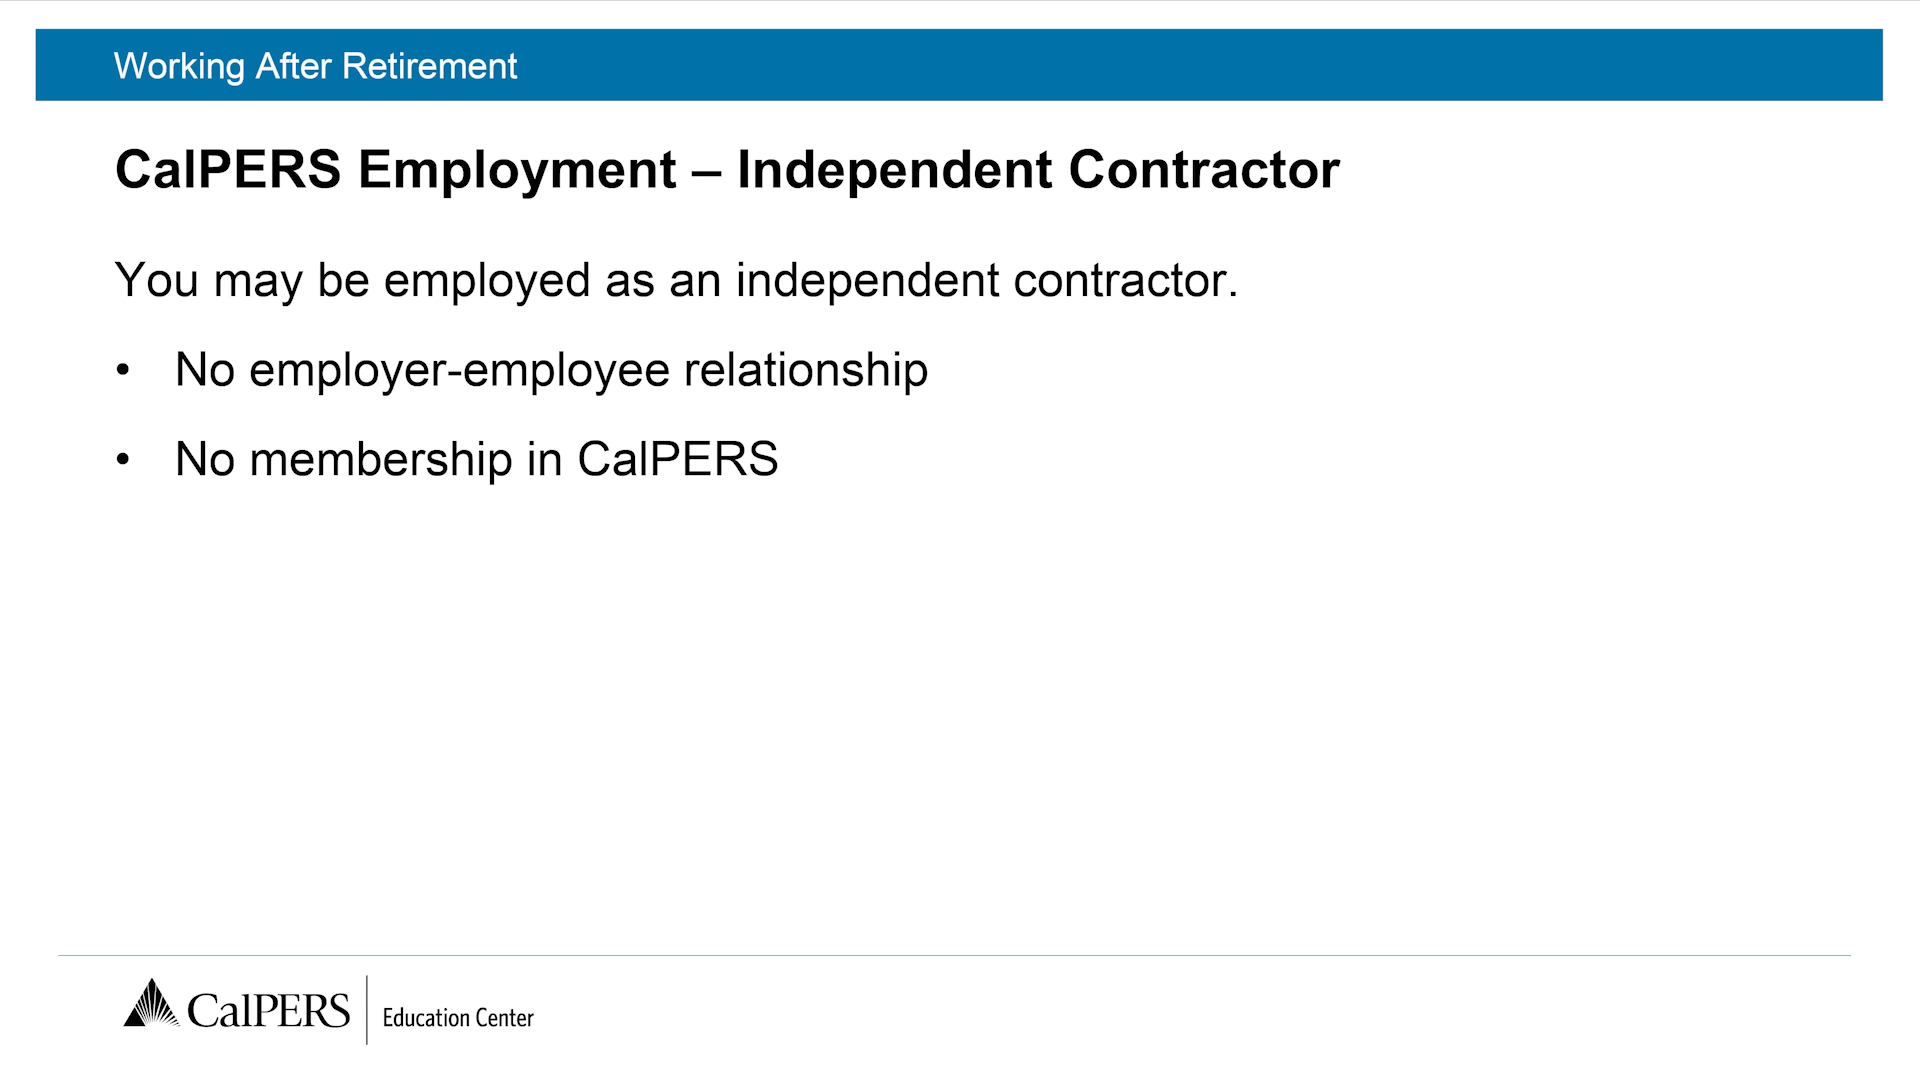 Working After Retirement
CalPERS Employment – Independent Contractor
You may be employed as an independent contractor.
• No employer-employee relationship
• No membership in CalPERS
CalPERS
Education Center